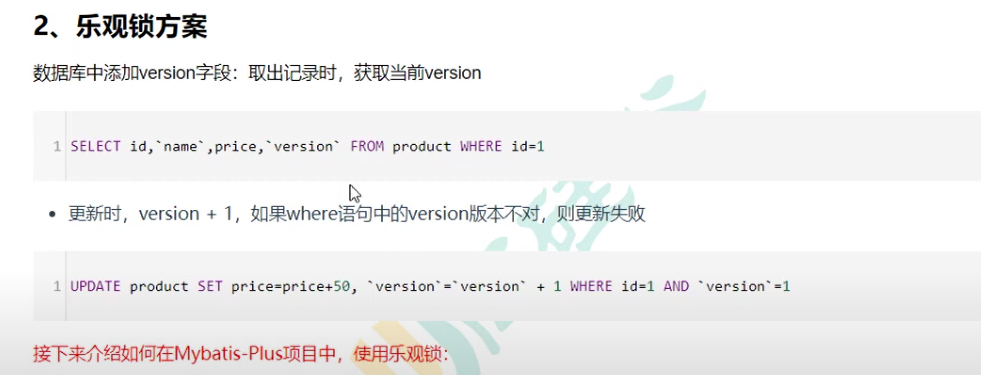 2、乐观锁方案
数据库中添加version字段：取出记录时，获取当前version
1 SELECT id,`name`,price,`version` FROM product WHERE id=1
• 更新时，version + 1，如果where语句中的version版本不对，则更新失败
1 UPDATE product SET price=price+50, `version`=`version` + 1 WHERE id=1 AND `version`=1
接下来介绍如何在Mybatis-Plus项目中，使用乐观锁：